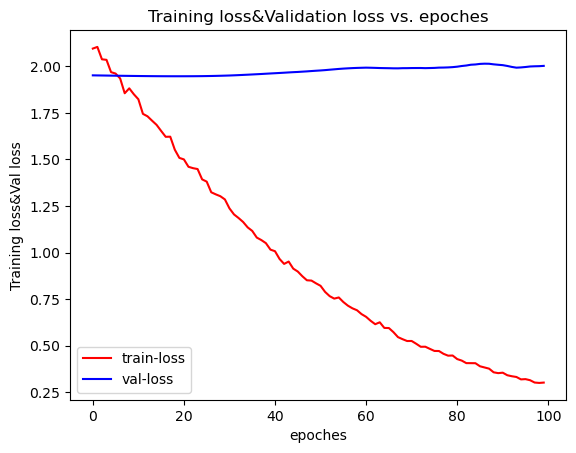 Training loss&Validation loss vs. epoches
Training loss&Val loss
2.00
1.75
1.50
1.25
1.00
0.75
0.50
0.25
train-loss
val-loss
0 20 40 60 80 100
epoches